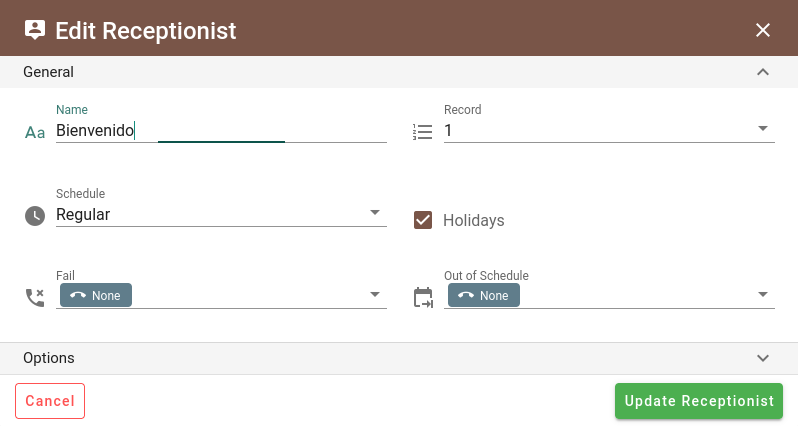 Edit Receptionist
General
Name
Record
Aa
Bienvenido
1
Schedule
Regular
Holidays
Fail
Out of Schedule
None
None
Options
Cancel
Update Receptionist